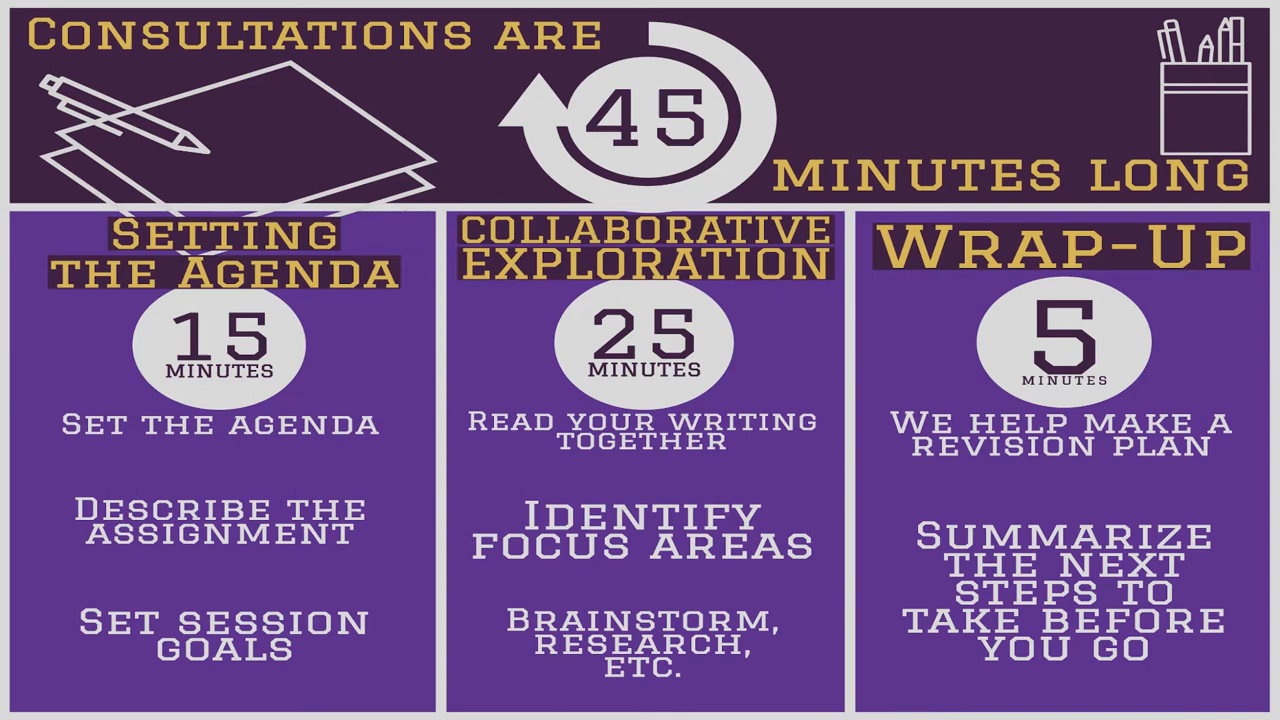 Consultations are
45
minutes long
Setting
the Agenda
15
minutes
Set the agenda
Describe the
assignment
Set session
goals
Collaborative
Exploration
25
minutes
Read your writing
together
Identify
focus areas
Brainstorm,
research,
etc.
Wrap-Up
5
minutes
We help make a
revision plan
Summarize
the next
steps to
take before
you go